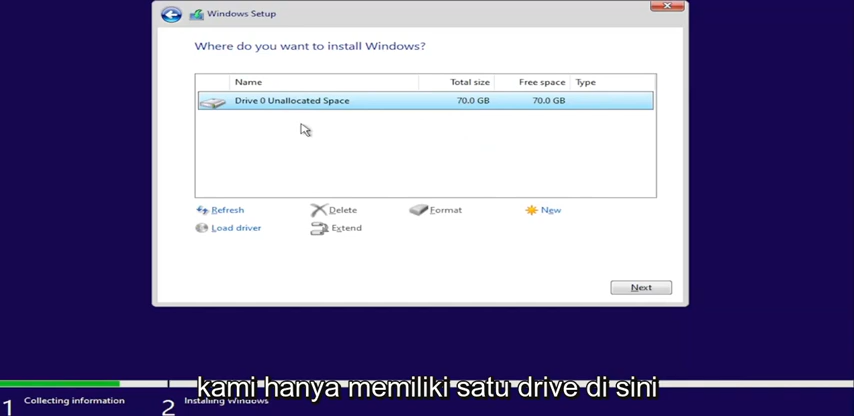 Windows Setup
Where do you want to install Windows?
Name Total size Free space Type
Drive 0 Unallocated Space 70.0 GB 70.0 GB
Refresh Delete Format New
Load driver Extend
Next
kami hanya memiliki satu drive di sini
1 Collecting information 2 Installing Windows